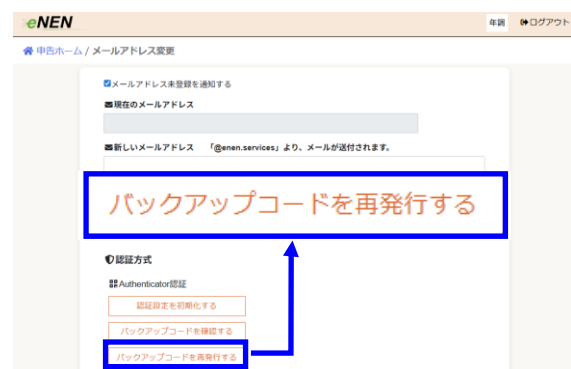 eNEN
年調 ログアウト
申告ホーム / メールアドレス変更
メールアドレス未登録を通知する
現在のメールアドレス
新しいメールアドレス 「@enen.services」より、メールが送付されます。
バックアップコードを再発行する
認証方式
Authenticator認証
認証設定を初期化する
バックアップコードを確認する
バックアップコードを再発行する